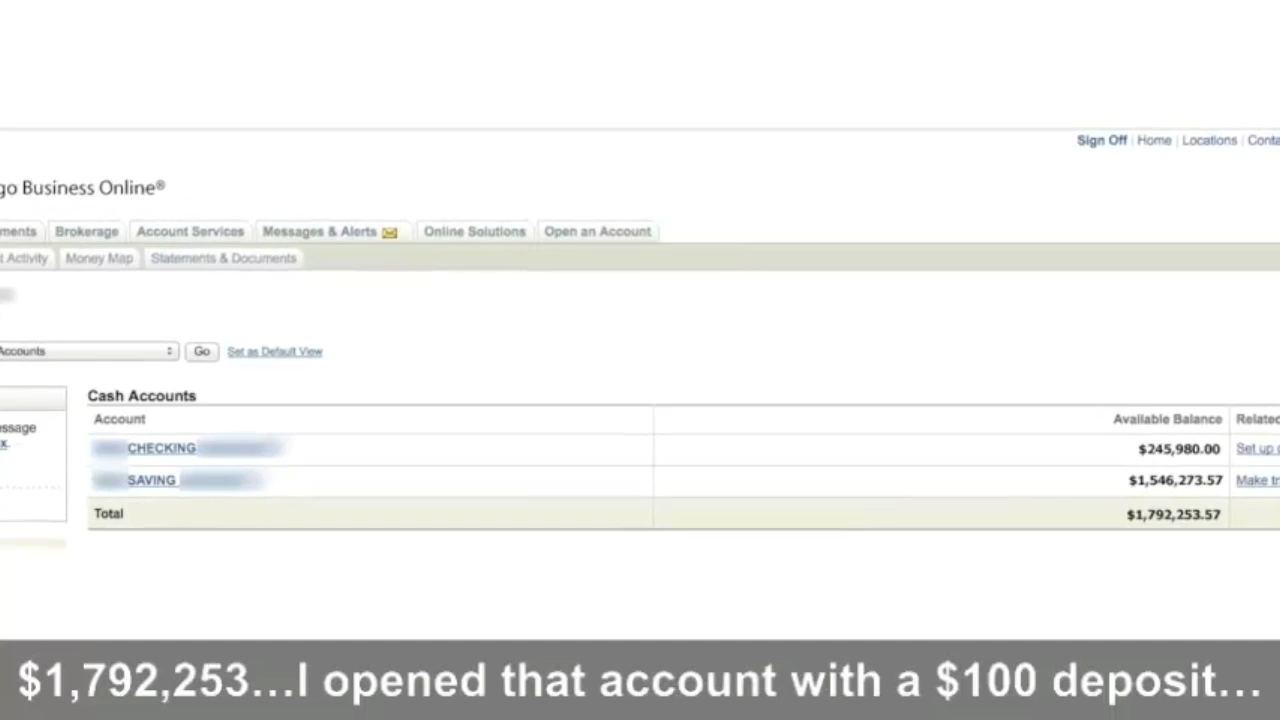 Sign Off | Home | Locations | Conta
go Business Online®
ments Brokerage Account Services Messages & Alerts Online Solutions Open an Account
t Activity Money Map Statements & Documents
Accounts Go Set as Default View
Cash Accounts
essage
x.
Account Available Balance Related
CHECKING $245,980.00 Set up
SAVING $1,546,273.57 Make tr
Total $1,792,253.57
$1,792,253...I opened that account with a $100 deposit...